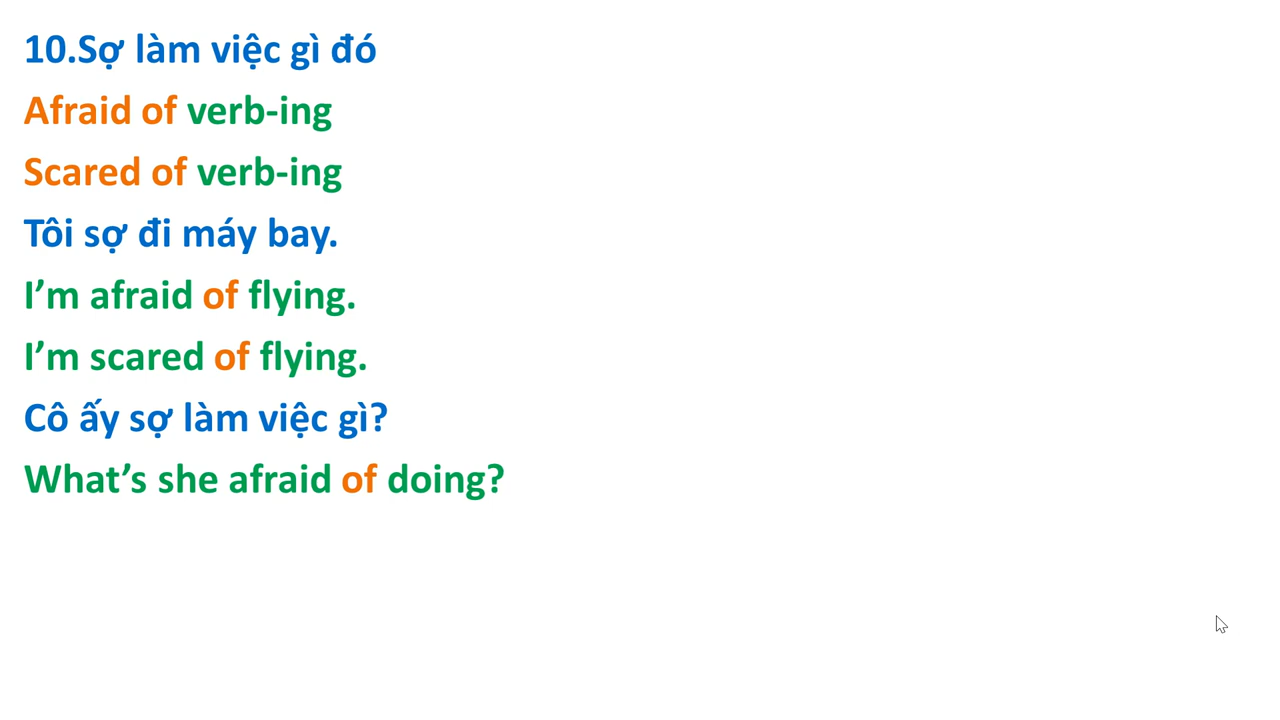 10.Sợ làm việc gì đó
Afraid of verb-ing
Scared of verb-ing
Tôi sợ đi máy bay.
I’m afraid of flying.
I’m scared of flying.
Cô ấy sợ làm việc gì?
What’s she afraid of doing?